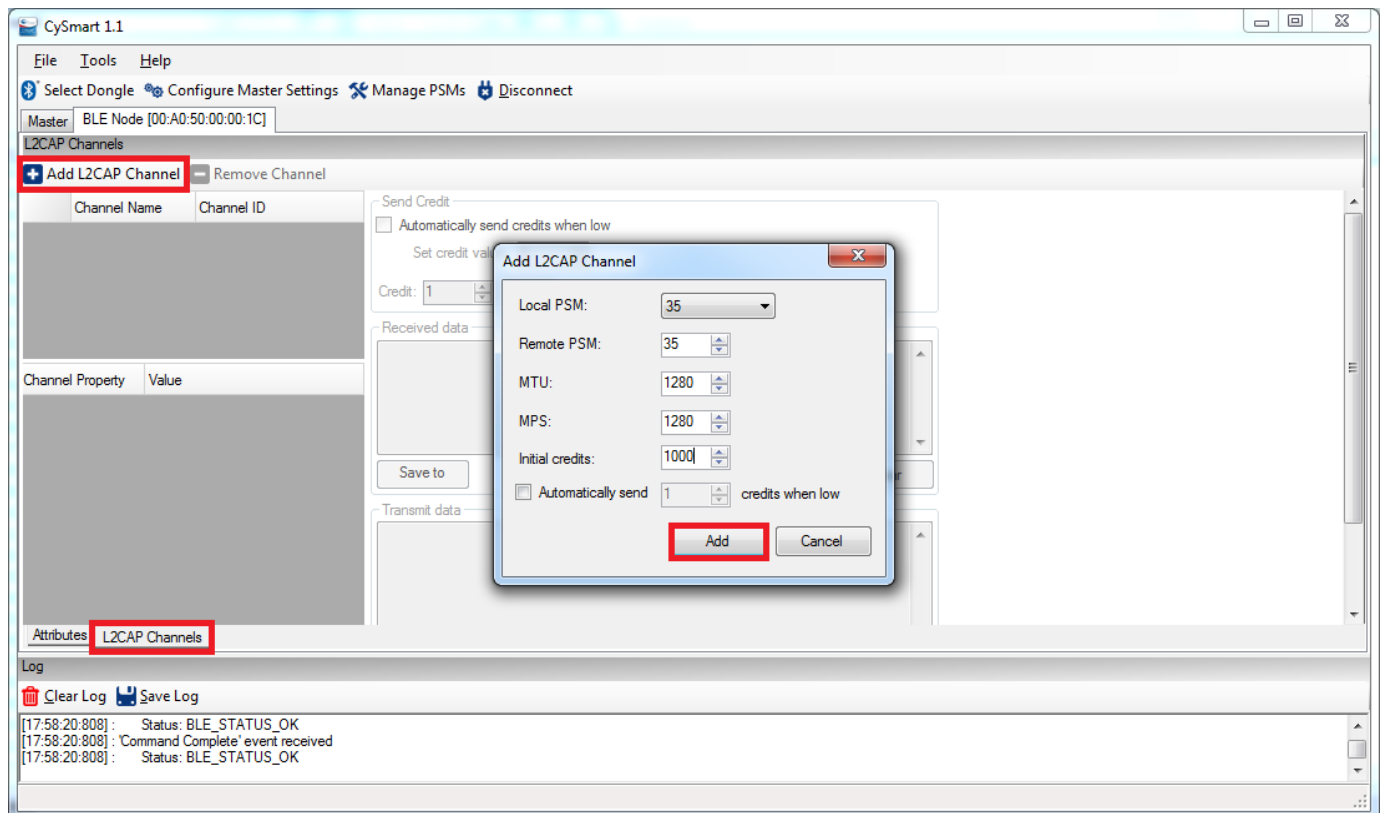 CySmart 1.1
File Tools Help
Select Dongle Configure Master Settings Manage PSMs Disconnect
Master BLE Node [00:A0:50:00:00:1C]
L2CAP Channels
Add L2CAP Channel Remove Channel
Channel Name Channel ID
Send Credit
Automatically send credits when low
Set credit
Credit: 1
Received data
Channel Property Value
Save to
Transmit data
Add L2CAP Channel
Local PSM: 35
Remote PSM: 35
MTU: 1280
MPS: 1280
Initial credits: 1000
Automatically send 1 credits when low
Add Cancel
Attributes L2CAP Channels
Log
Clear Log Save Log
[17:58:20:808] : Status: BLE_STATUS_OK
[17:58:20:808] : 'Command Complete' event received
[17:58:20:808] : Status: BLE_STATUS_OK